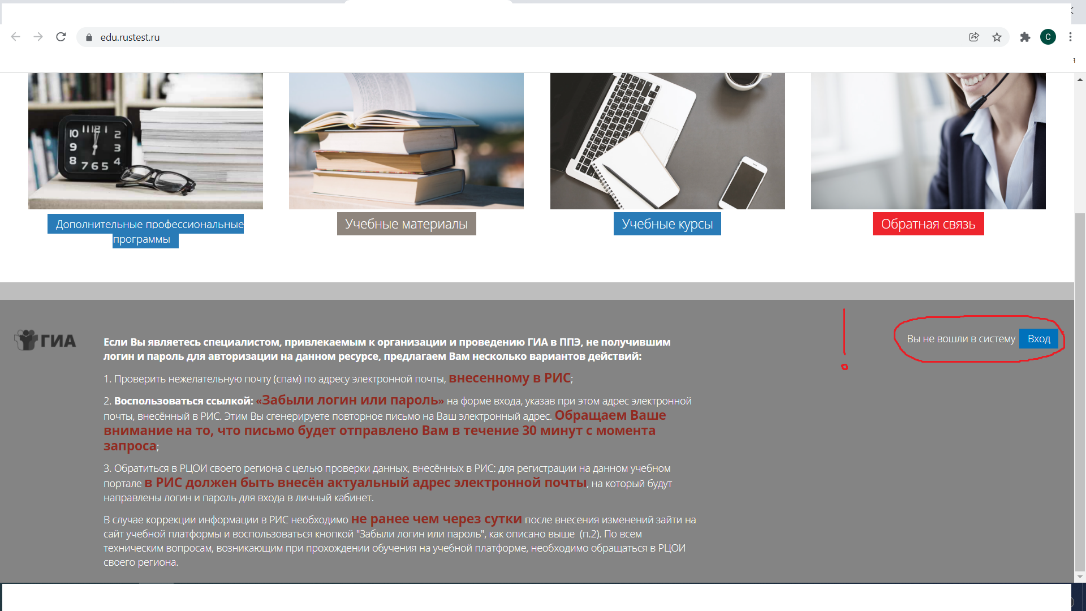 edu.rustest.ru
C
Дополнительные профессиональные
программы
Учебные материалы
Учебные курсы
Обратная связь
ГИА
Если Вы являетесь специалистом, привлекаемым к организации и проведению ГИА в ППЭ, не получившим
логин и пароль для авторизации на данном ресурсе, предлагаем Вам несколько вариантов действий:
1. Проверить нежелательную почту (спам) по адресу электронной почты, внесенному в РИС;
2. Воспользоваться ссылкой: «Забыли логин или пароль» на форме входа, указав при этом адрес электронной
почты, внесённый в РИС. Этим Вы сгенерируете повторное письмо на Ваш электронный адрес. Обращаем Ваше
внимание на то, что письмо будет отправлено Вам в течение 30 минут с момента
запроса;
3. Обратиться в РЦОИ своего региона с целью проверки данных, внесённых в РИС: для регистрации на данном учебном
портале в РИС должен быть внесён актуальный адрес электронной почты, на который будут
направлены логин и пароль для входа в личный кабинет.
В случае коррекции информации в РИС необходимо не ранее чем через сутки после внесения изменений зайти на
сайт учебной платформы и воспользоваться кнопкой "Забыли логин или пароль", как описано выше (п.2). По всем
техническим вопросам, возникающим при прохождении обучения на учебной платформе, необходимо обращаться в РЦОИ
своего региона.
!
Вы не вошли в систему Вход